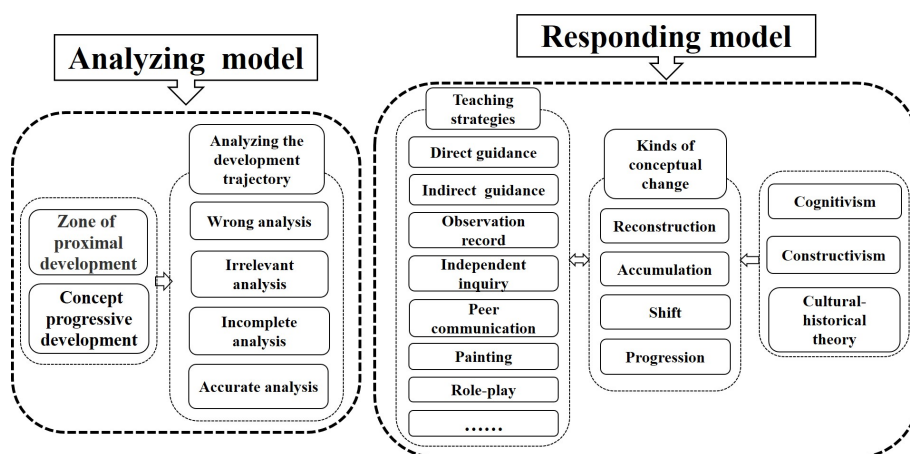 Analyzing model
Zone of
proximal
development
Concept
progressive
development
Analyzing the
development
trajectory
Wrong analysis
Irrelevant
analysis
Incomplete
analysis
Accurate analysis
Responding model
Teaching
strategies
Direct guidance
Indirect guidance
Observation
record
Independent
inquiry
Peer
communication
Painting
Role-play
……
Kinds of
conceptual
change
Reconstruction
Accumulation
Shift
Progression
Cognitivism
Constructivism
Cultural-
historical
theory